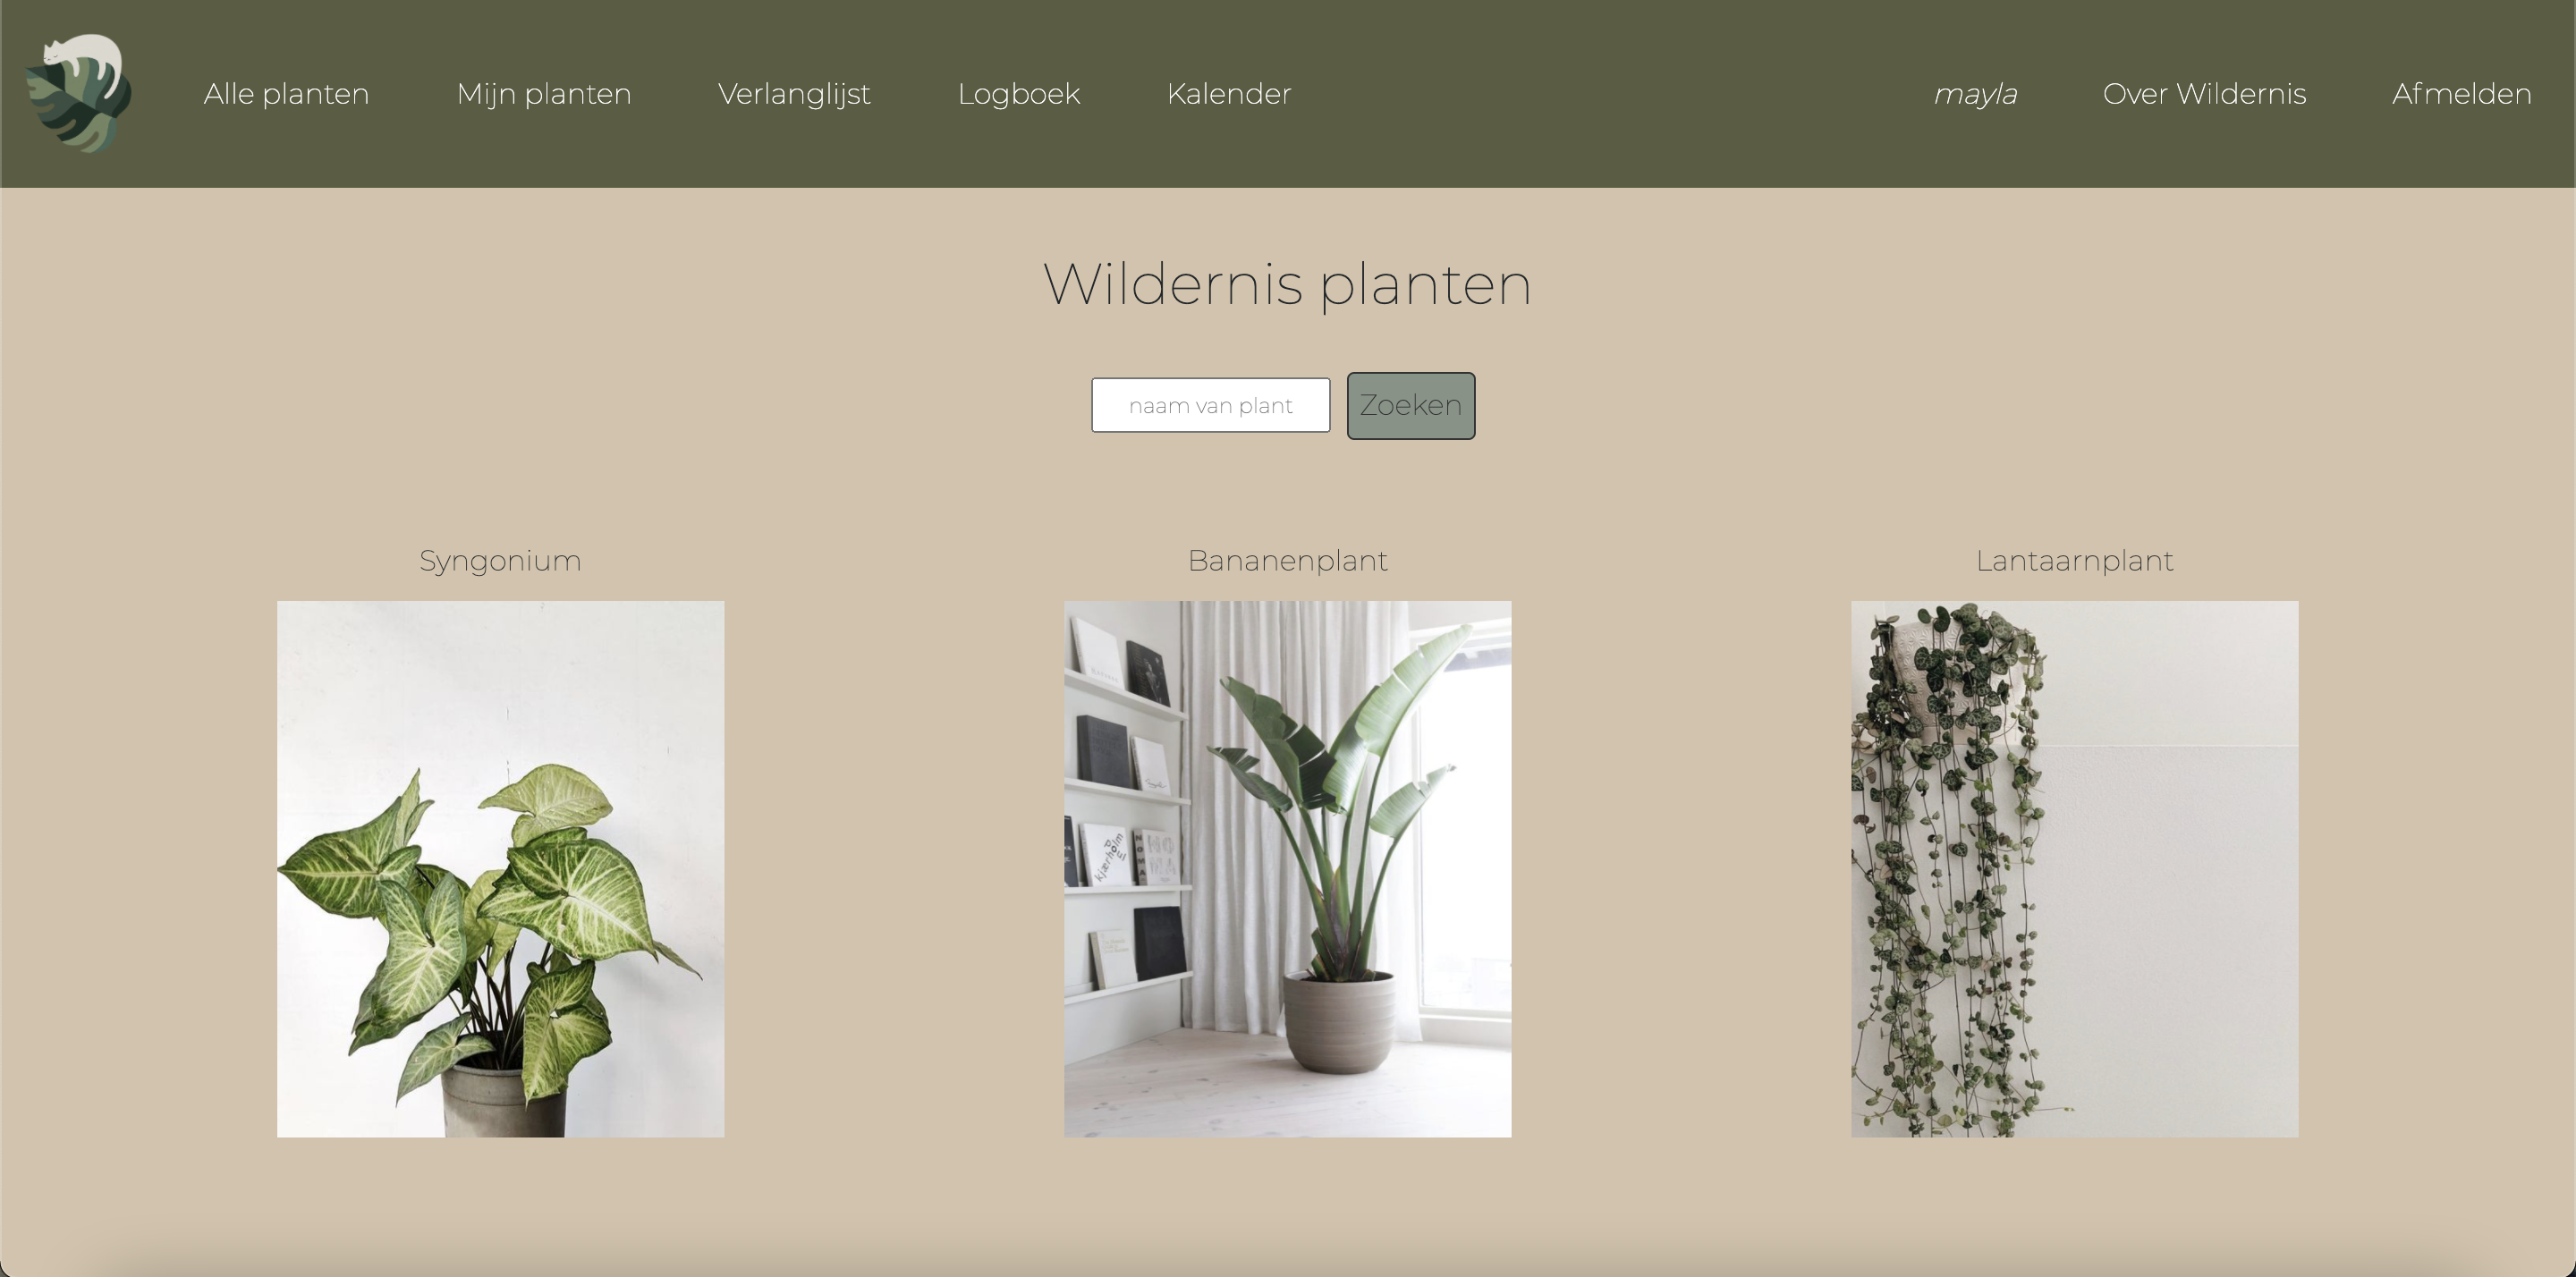 Alle planten
Mijn planten
Verlanglijst
Logboek
Kalender
mayla
Over Wildernis
Afmelden
Wildernis planten
naam van plant
Zoeken
Syngonium
Bananenplant
Lantaarnplant
kjærholm